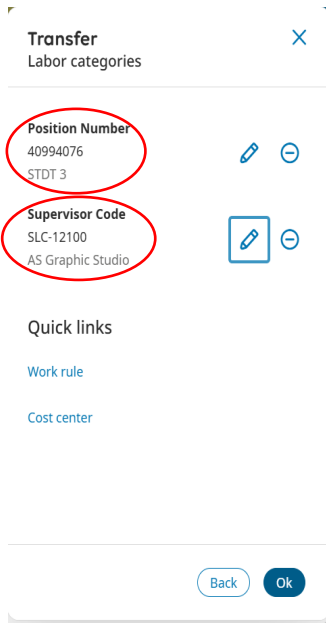 Transfer
Labor categories
Position Number
40994076
STDT 3
Supervisor Code
SLC-12100
AS Graphic Studio
Quick links
Work rule
Cost center
Back Ok